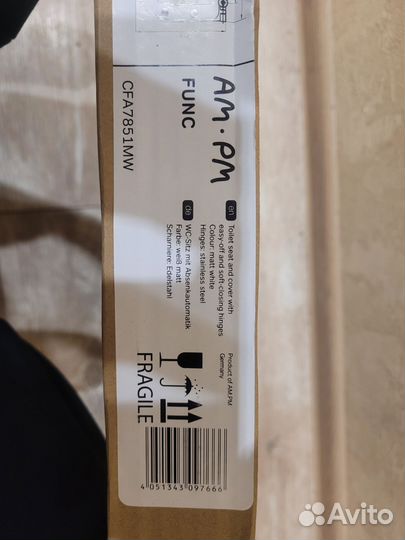 AM.PM
FUNC
CFA7851MW
en
Toilet seat and cover with
easy-off and soft-closing hinges
Colour: matt white
Hinges: stainless steel
de
WC-Sitz mit Absenkautomatik
Farbe: weiß matt
Scharniere: Edelstahl
Product of AM.PM
Germany
FRAGILE
4 051343 097666
Avito